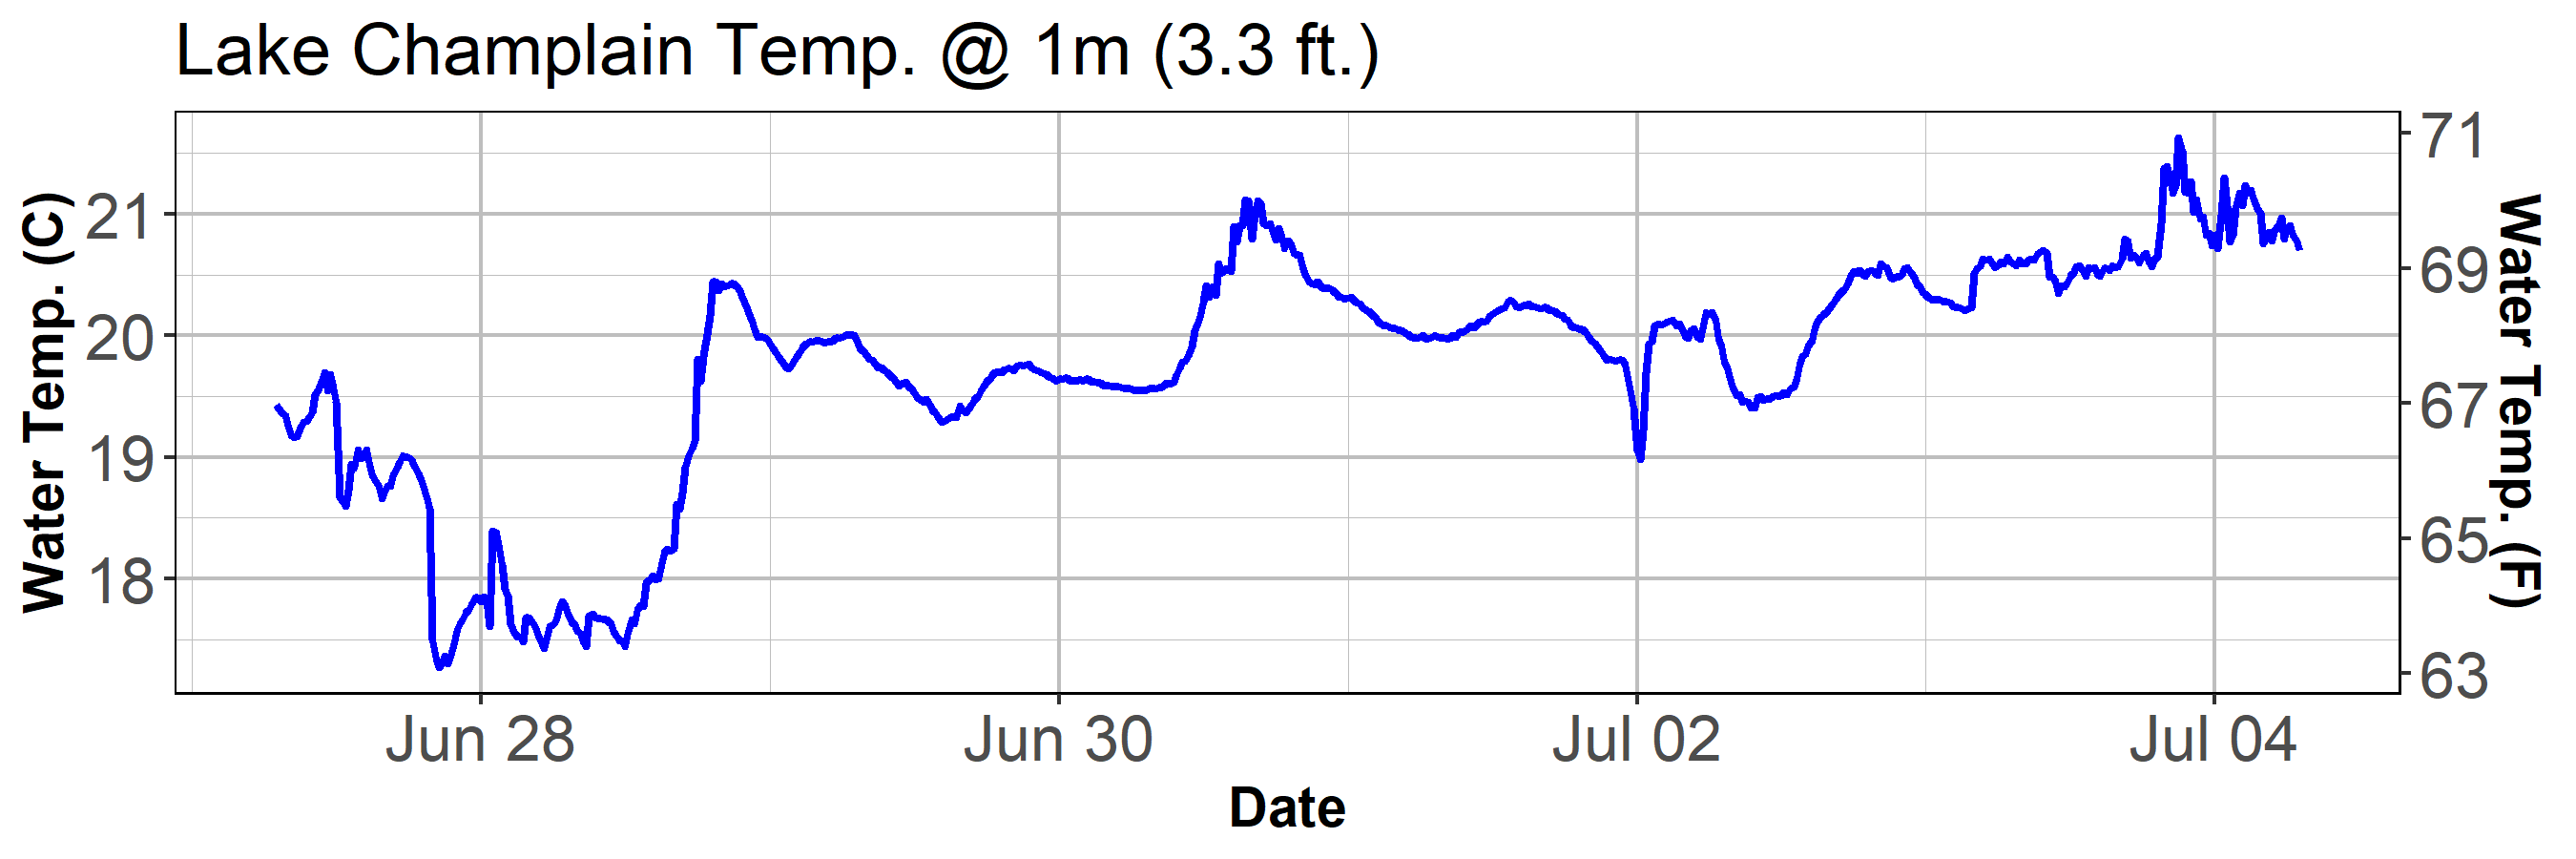 Lake Champlain Temp. @ 1m (3.3 ft.)
Water Temp. (C)
21
20
19
18
71
69
67
65
63
Water Temp. (F)
Jun 28 Jun 30 Jul 02 Jul 04
Date